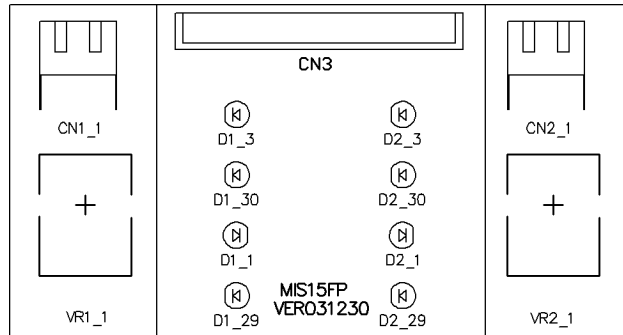 CN3
CN1_1
CN2_1
D1_3
D2_3
D1_30
D2_30
D1_1
D2_1
MIS15FP
VER031230
D1_29
D2_29
VR1_1
VR2_1